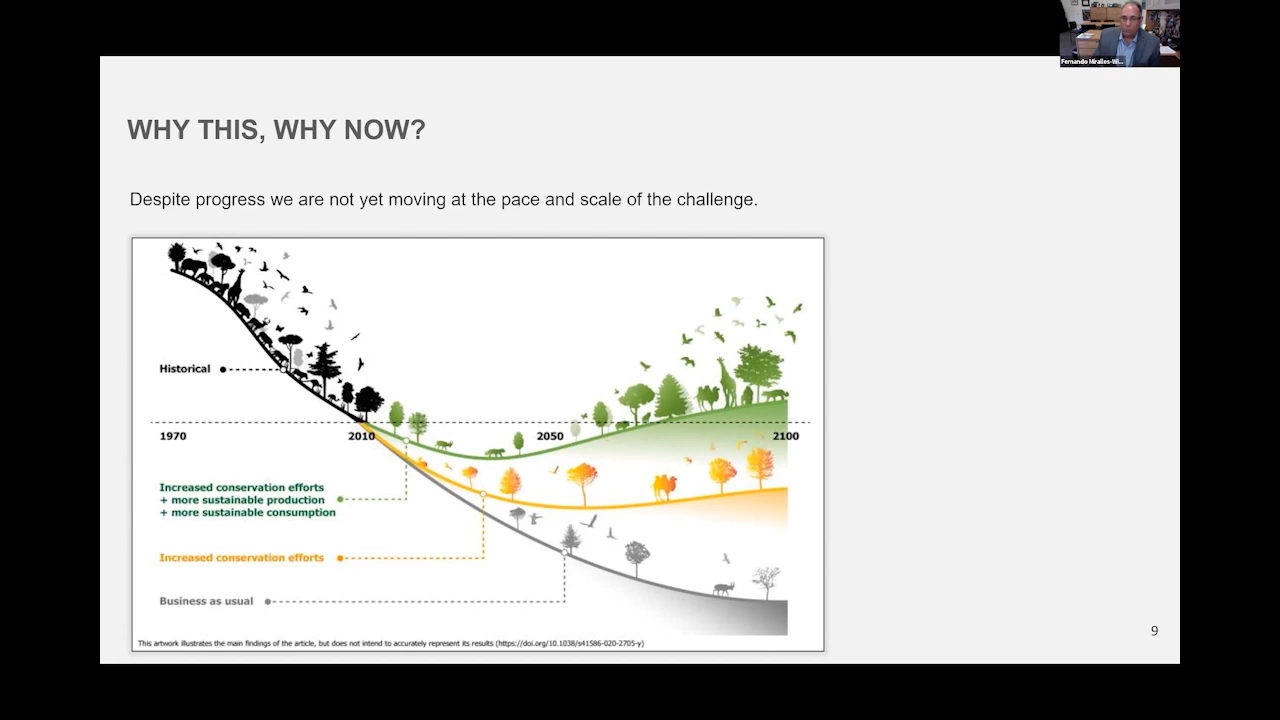 Fernando Miralles-Wi...
WHY THIS, WHY NOW?
Despite progress we are not yet moving at the pace and scale of the challenge.
Historical
1970
2010
2050
2100
Increased conservation efforts
+ more sustainable production
+ more sustainable consumption
Increased conservation efforts
Business as usual
This artwork illustrates the main findings of the article, but does not intend to accurately represent its results (https://doi.org/10.1038/s41586-020-2705-y)
9